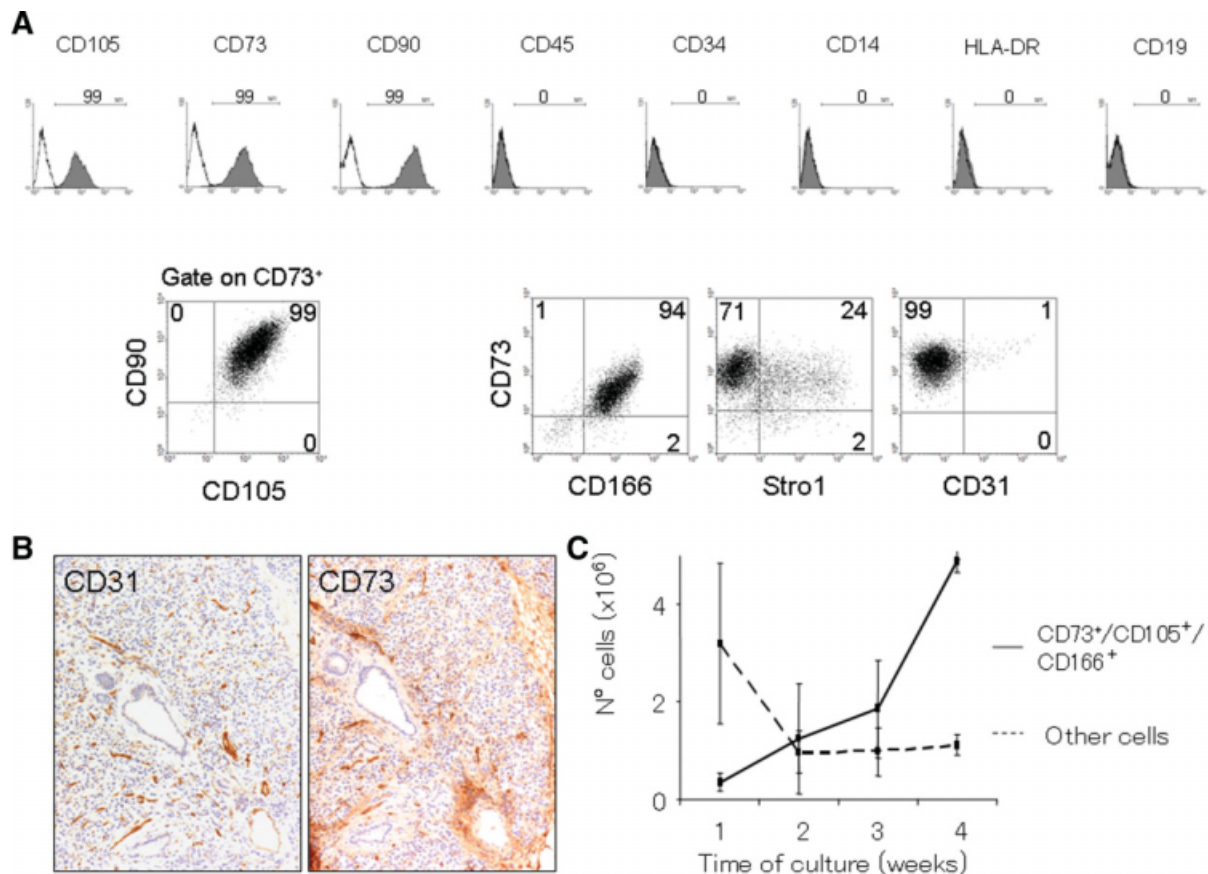 A
CD105 CD73 CD90 CD45 CD34 CD14 HLA-DR CD19
99 99 99 0 0 0 0 0
Gate on CD73⁺
0 99
0
CD90
CD105
1 94
2
CD73
CD166
71 24
2
Stro1
99 1
0
CD31
B
CD31
CD73
C
Nº cells (x10⁶)
4
2
0
1 2 3 4
Time of culture (weeks)
CD73⁺/CD105⁺/
CD166⁺
Other cells